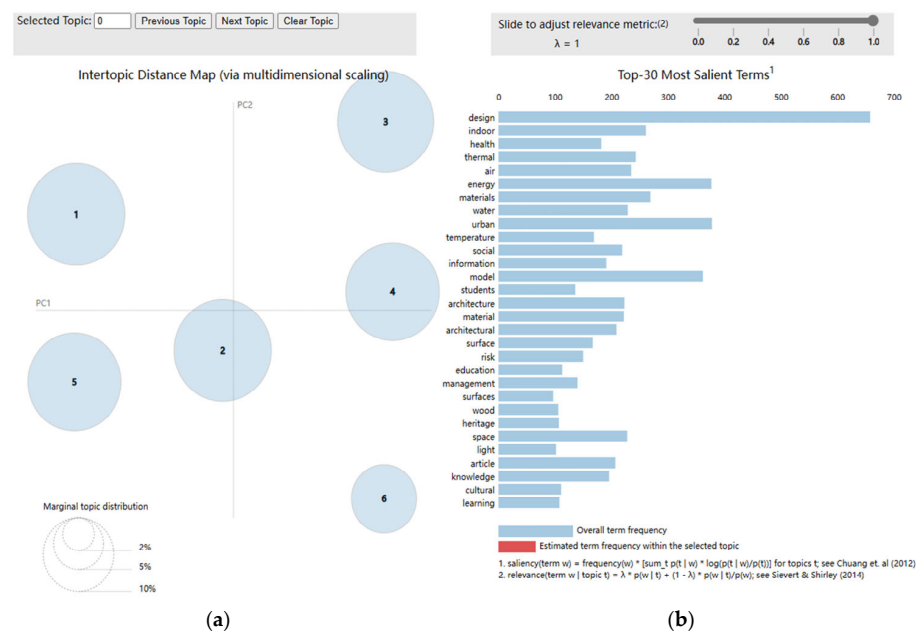 Selected Topic: 0 Previous Topic Next Topic Clear Topic
Slide to adjust relevance metric:(2)
λ = 1
0.0 0.2 0.4 0.6 0.8 1.0
Intertopic Distance Map (via multidimensional scaling)
PC2
PC1
1
2
3
4
5
6
Marginal topic distribution
2%
5%
10%
Top-30 Most Salient Terms1
0 100 200 300 400 500 600 700
design
indoor
health
thermal
air
energy
materials
water
urban
temperature
social
information
model
students
architecture
material
architectural
surface
risk
education
management
surfaces
wood
heritage
space
light
article
knowledge
cultural
learning
Overall term frequency
Estimated term frequency within the selected topic
1. saliency(term w) = frequency(w) * [sum_t p(t | w) * log(p(t | w)/p(t))] for topics t; see Chuang et. al (2012)
2. relevance(term w | topic t) = λ * p(w | t) + (1 - λ) * p(w | t)/p(w); see Sievert & Shirley (2014)
(a)
(b)